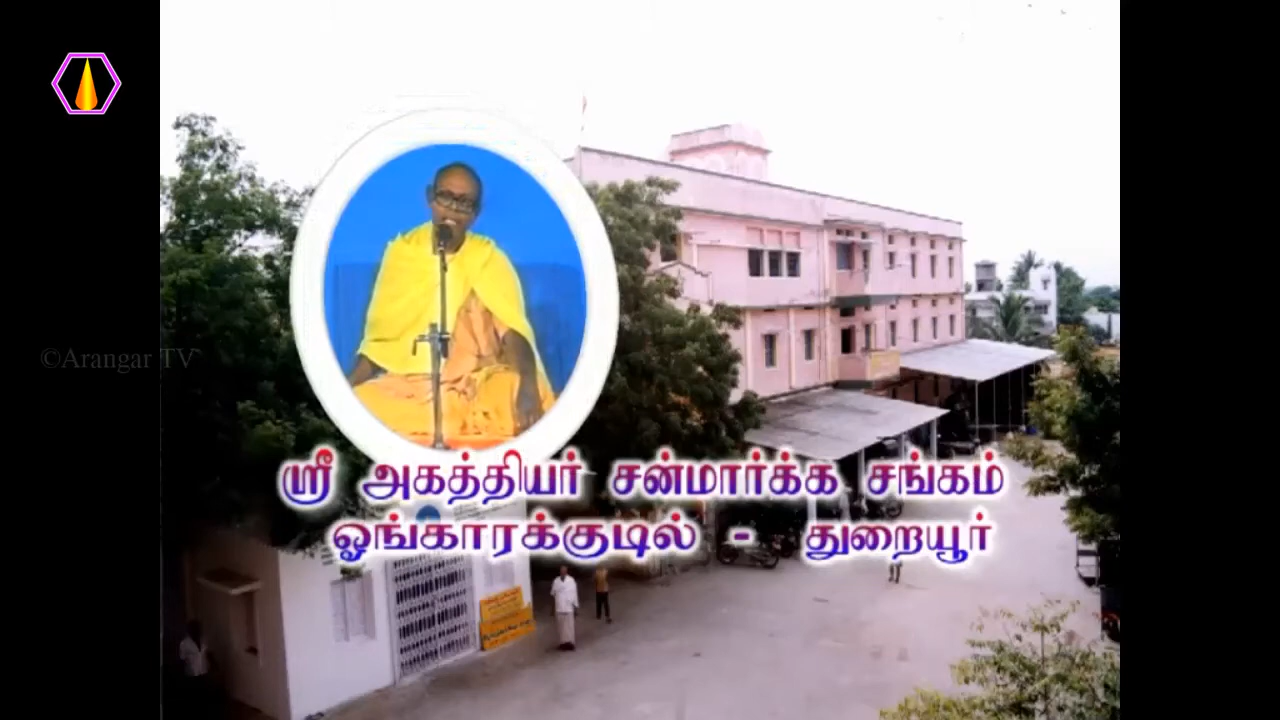 ©Arangar TV
ஸ்ரீ அகத்தியர் சன்மார்க்க சங்கம்
ஓங்காரக்குடில் - துறையூர்